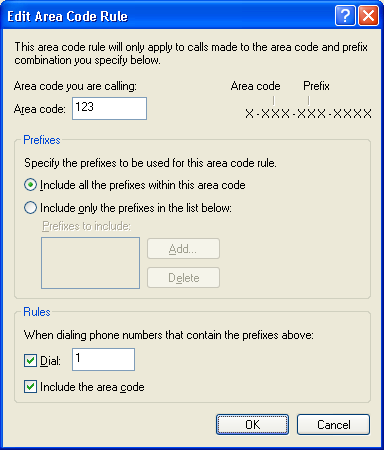 Edit Area Code Rule
This area code rule will only apply to calls made to the area code and prefix
combination you specify below.
Area code you are calling:
Area code Prefix
Area code: 123
X-XXX-XXX-XXXX
Prefixes
Specify the prefixes to be used for this area code rule.
Include all the prefixes within this area code
Include only the prefixes in the list below:
Prefixes to include:
Add...
Delete
Rules
When dialing phone numbers that contain the prefixes above:
Dial: 1
Include the area code
OK Cancel